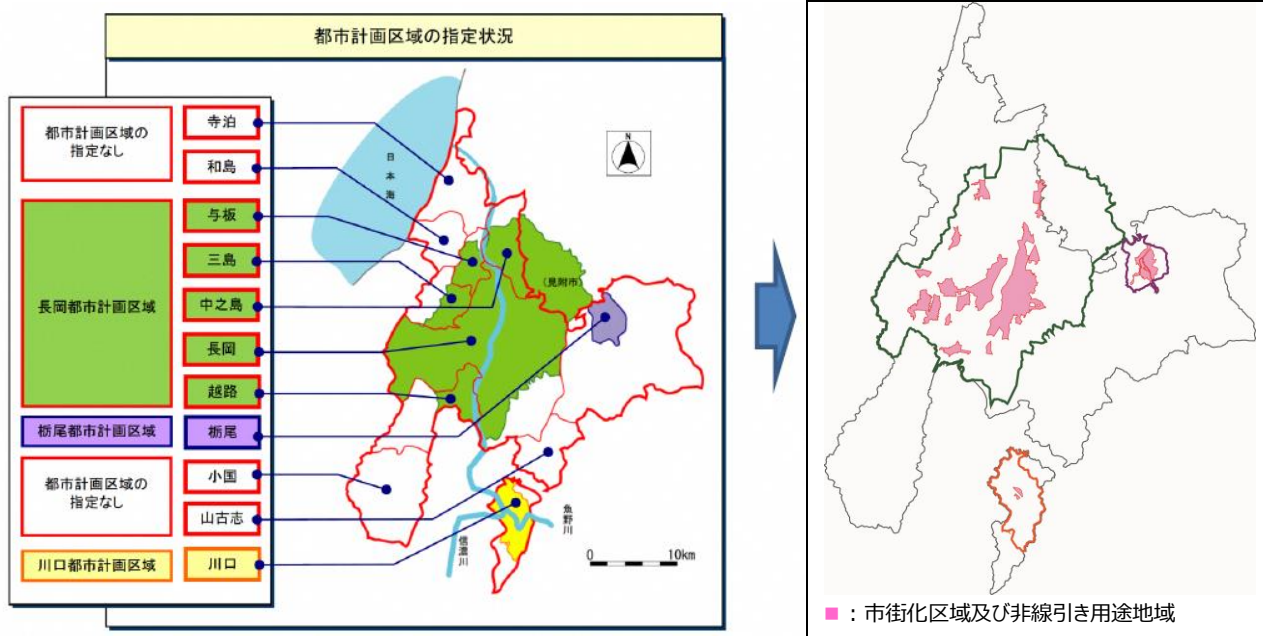 都市計画区域の指定状況
都市計画区域の
指定なし
寺泊
和島
長岡都市計画区域
与板
三島
中之島
長岡
越路
栃尾都市計画区域
栃尾
都市計画区域の
指定なし
小国
山古志
川口都市計画区域
川口
日本海
N
(見附市)
魚野川
信濃川
0 10km
■：市街化区域及び非線引き用途地域